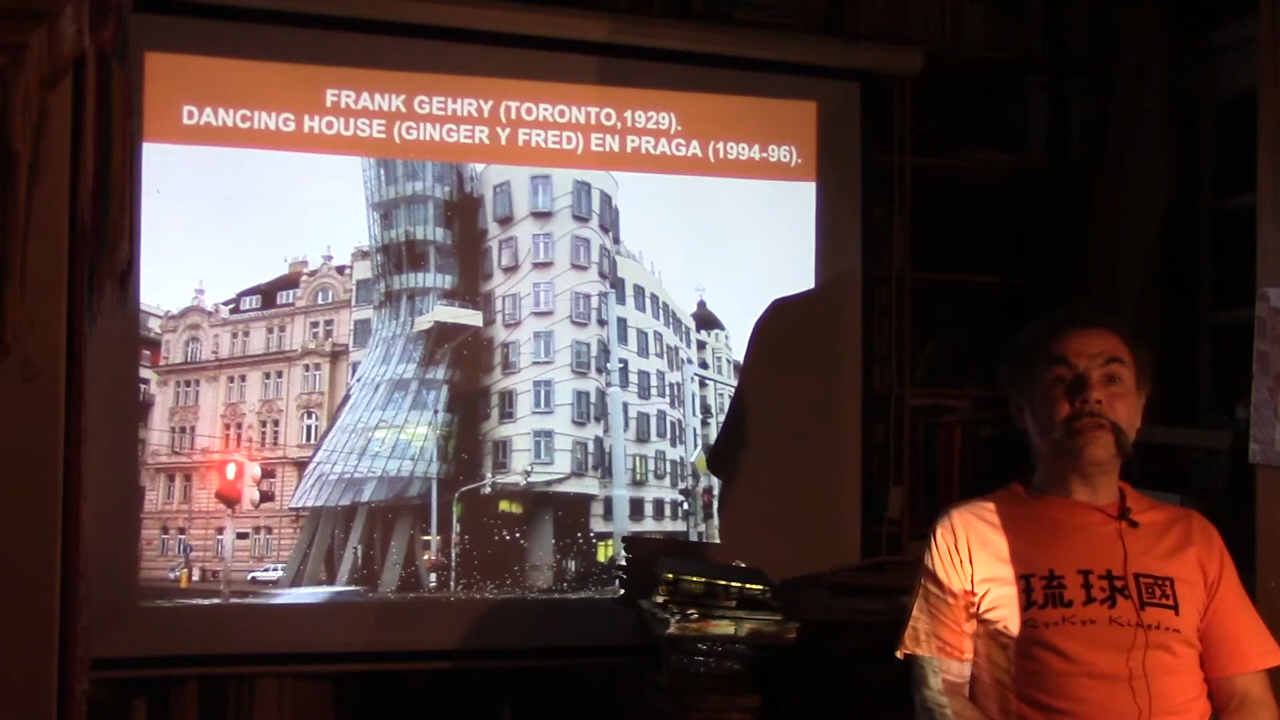 FRANK GEHRY (TORONTO,1929).
DANCING HOUSE (GINGER Y FRED) EN PRAGA (1994-96).
琉球國
RyuKyu Kingdom